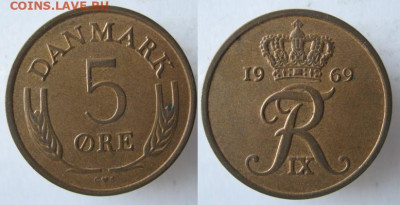 COINS.LAVE.RU
DANMARK
5
ØRE
19 69
R
IX